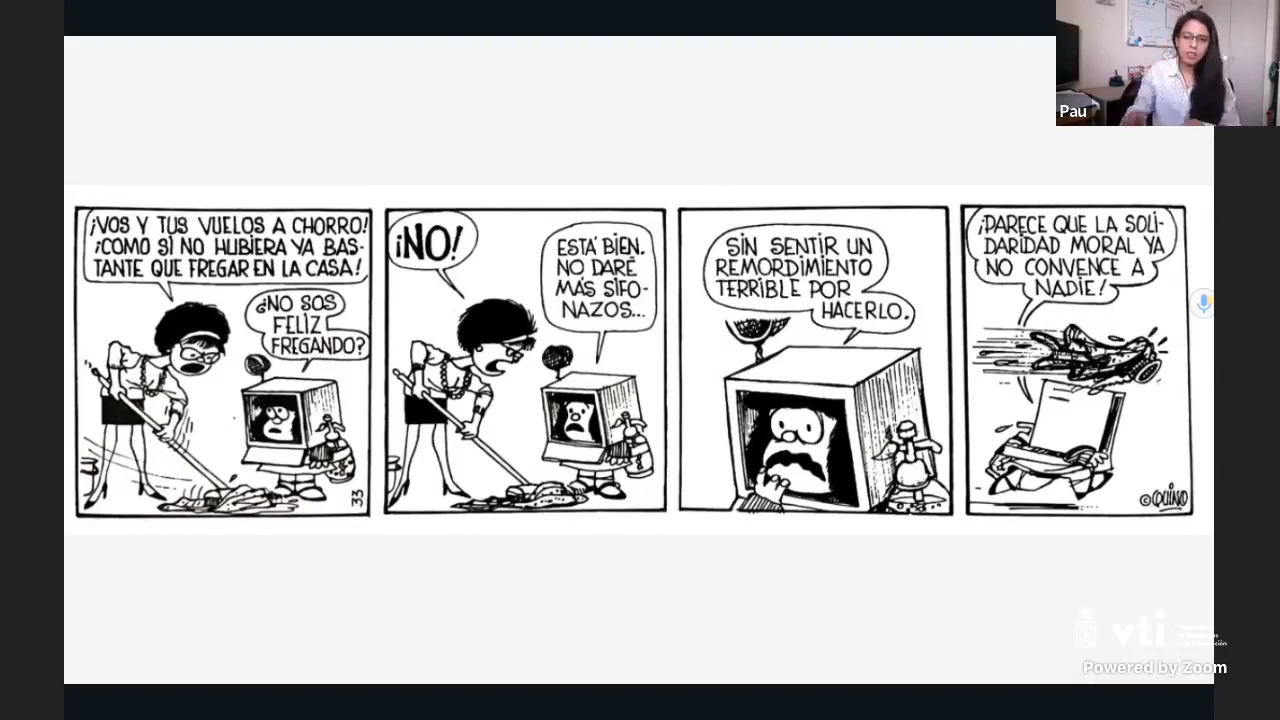 Pau
¡VOS Y TUS VUELOS A CHORRO!
¡COMO SI NO HUBIERA YA BAS-
TANTE QUE FREGAR EN LA CASA!
¿NO SOS
FELIZ
FREGANDO?
33
¡NO!
ESTÁ BIEN.
NO DARÉ
MÁS SIFO-
NAZOS...
SIN SENTIR UN
REMORDIMIENTO
TERRIBLE POR
HACERLO.
¡PARECE QUE LA SOLI-
DARIDAD MORAL YA
NO CONVENCE A
NADIE!
©QUINO
vti
Powered by Zoom